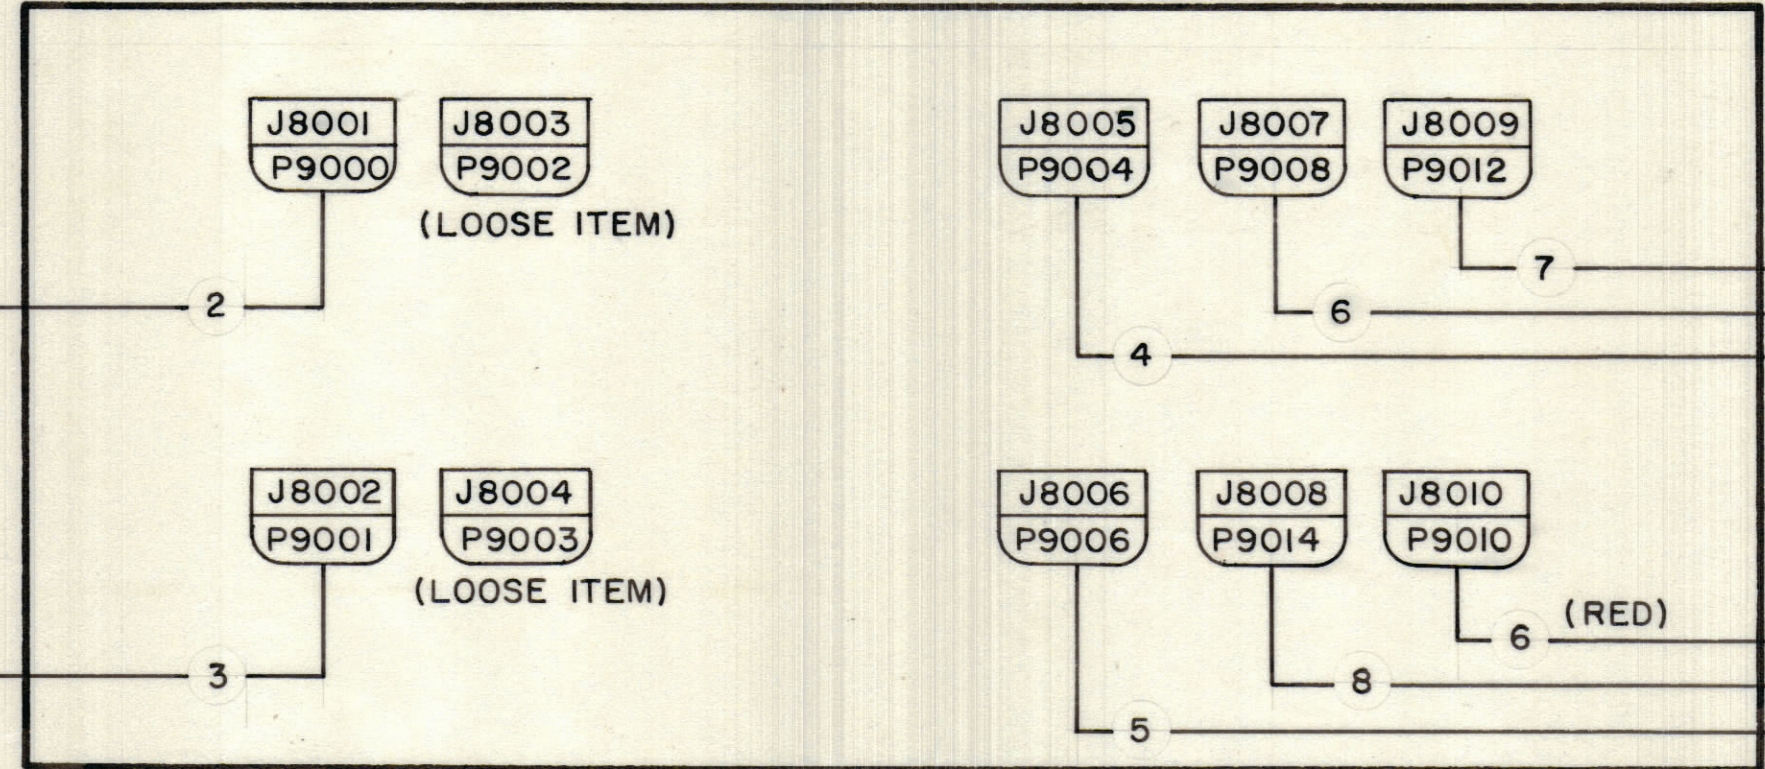 J8001
P9000
J8003
P9002
(LOOSE ITEM)
2
J8005
P9004
J8007
P9008
J8009
P9012
7
6
4
J8002
P9001
J8004
P9003
(LOOSE ITEM)
3
J8006
P9006
J8008
P9014
J8010
P9010
(RED)
6
8
5